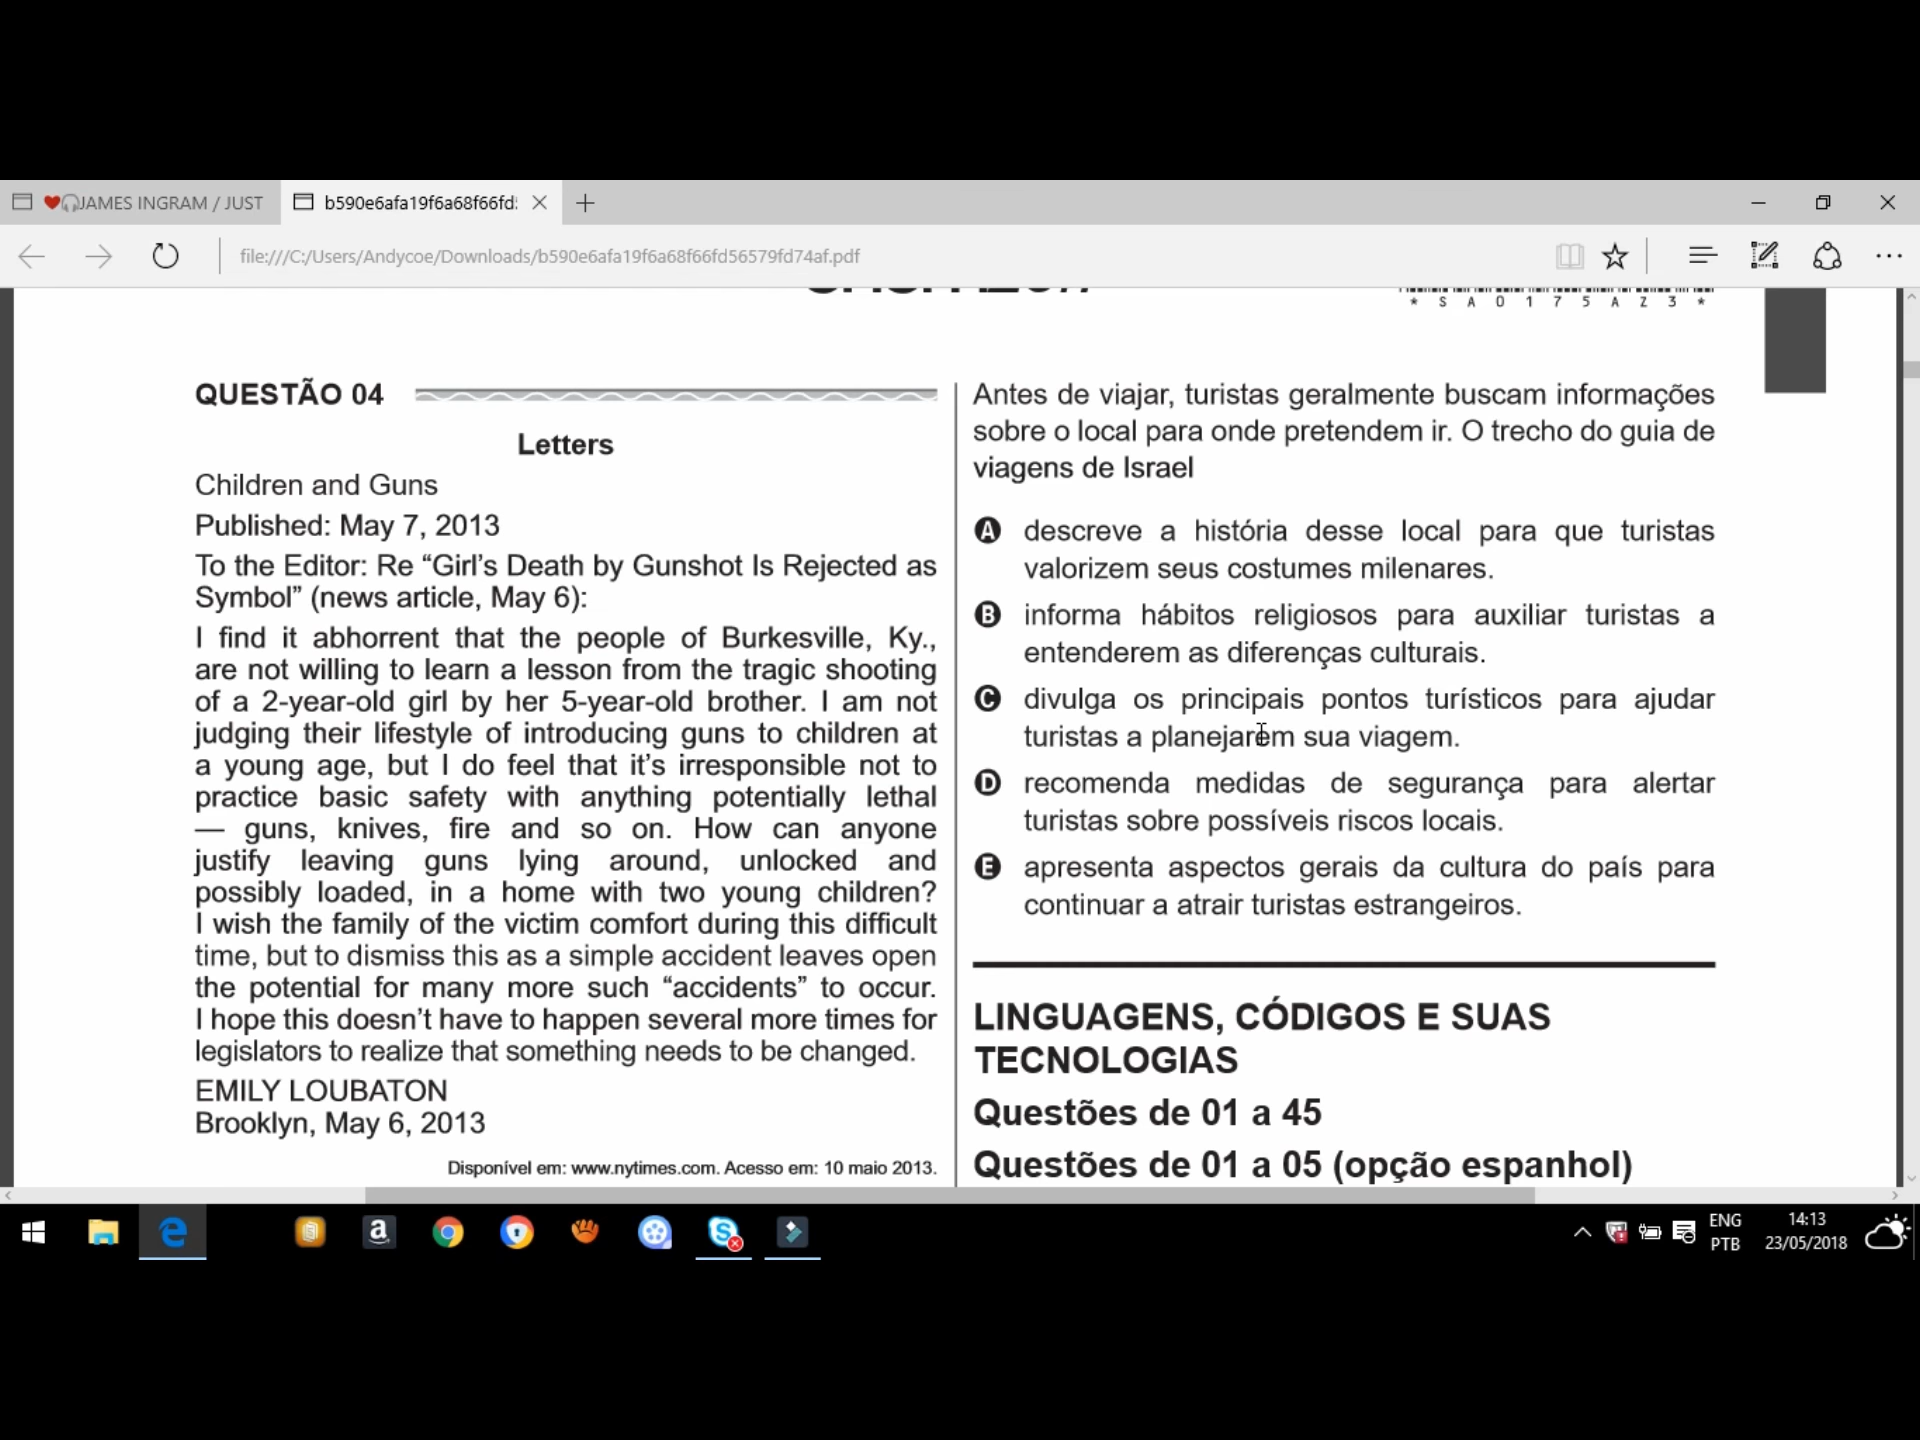 JAMES INGRAM / JUST
b590e6afa19f6a68f66fd
file:///C:/Users/Andycoe/Downloads/b590e6afa19f6a68f66fd56579fd74af.pdf
* S A 0 1 7 5 A Z 3 *
QUESTÃO 04
Letters
Children and Guns
Published: May 7, 2013
To the Editor: Re “Girl’s Death by Gunshot Is Rejected as
Symbol” (news article, May 6):
I find it abhorrent that the people of Burkesville, Ky.,
are not willing to learn a lesson from the tragic shooting
of a 2-year-old girl by her 5-year-old brother. I am not
judging their lifestyle of introducing guns to children at
a young age, but I do feel that it’s irresponsible not to
practice basic safety with anything potentially lethal
— guns, knives, fire and so on. How can anyone
justify leaving guns lying around, unlocked and
possibly loaded, in a home with two young children?
I wish the family of the victim comfort during this difficult
time, but to dismiss this as a simple accident leaves open
the potential for many more such “accidents” to occur.
I hope this doesn’t have to happen several more times for
legislators to realize that something needs to be changed.
EMILY LOUBATON
Brooklyn, May 6, 2013
Disponível em: www.nytimes.com. Acesso em: 10 maio 2013.
Antes de viajar, turistas geralmente buscam informações
sobre o local para onde pretendem ir. O trecho do guia de
viagens de Israel
A descreve a história desse local para que turistas
valorizem seus costumes milenares.
B informa hábitos religiosos para auxiliar turistas a
entenderem as diferenças culturais.
C divulga os principais pontos turísticos para ajudar
turistas a planejarem sua viagem.
D recomenda medidas de segurança para alertar
turistas sobre possíveis riscos locais.
E apresenta aspectos gerais da cultura do país para
continuar a atrair turistas estrangeiros.
LINGUAGENS, CÓDIGOS E SUAS
TECNOLOGIAS
Questões de 01 a 45
Questões de 01 a 05 (opção espanhol)
ENG
PTB
14:13
23/05/2018